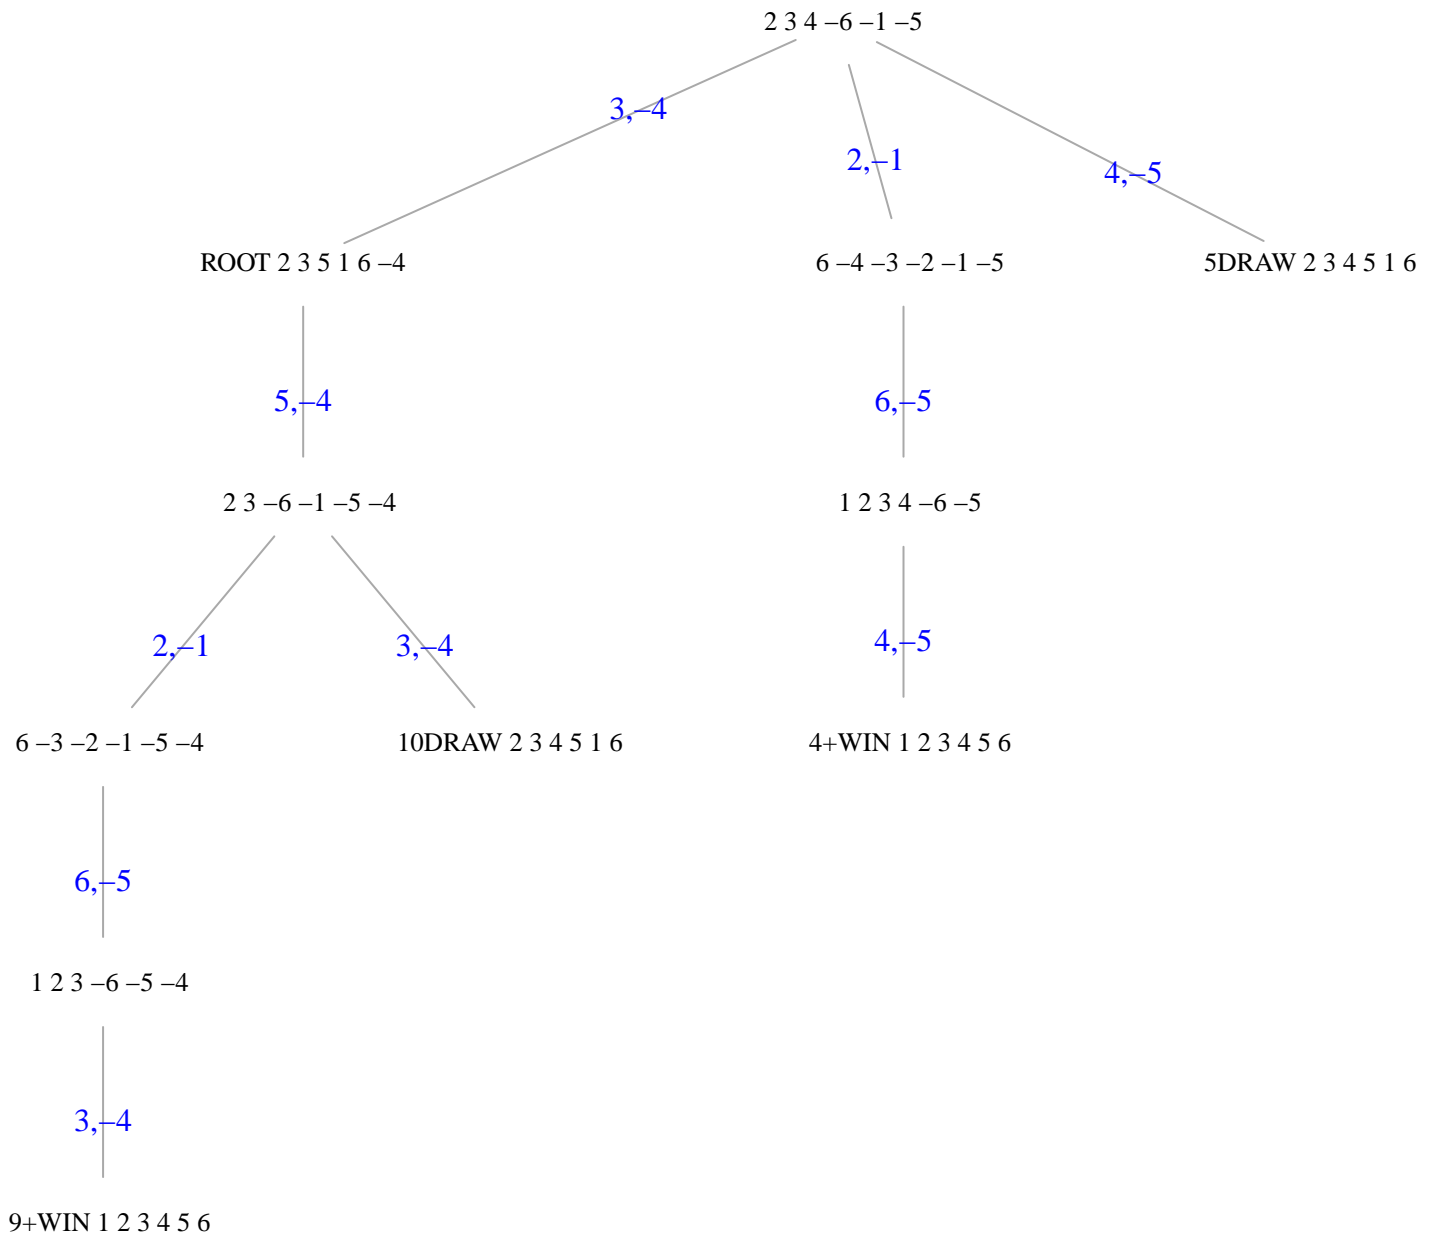 2 3 4 –6 –1 –5
3,–4
2,–1
4,–5
ROOT 2 3 5 1 6 –4
6 –4 –3 –2 –1 –5
5DRAW 2 3 4 5 1 6
5,–4
6,–5
2 3 –6 –1 –5 –4
1 2 3 4 –6 –5
2,–1
3,–4
4,–5
6 –3 –2 –1 –5 –4
10DRAW 2 3 4 5 1 6
4+WIN 1 2 3 4 5 6
6,–5
1 2 3 –6 –5 –4
3,–4
9+WIN 1 2 3 4 5 6